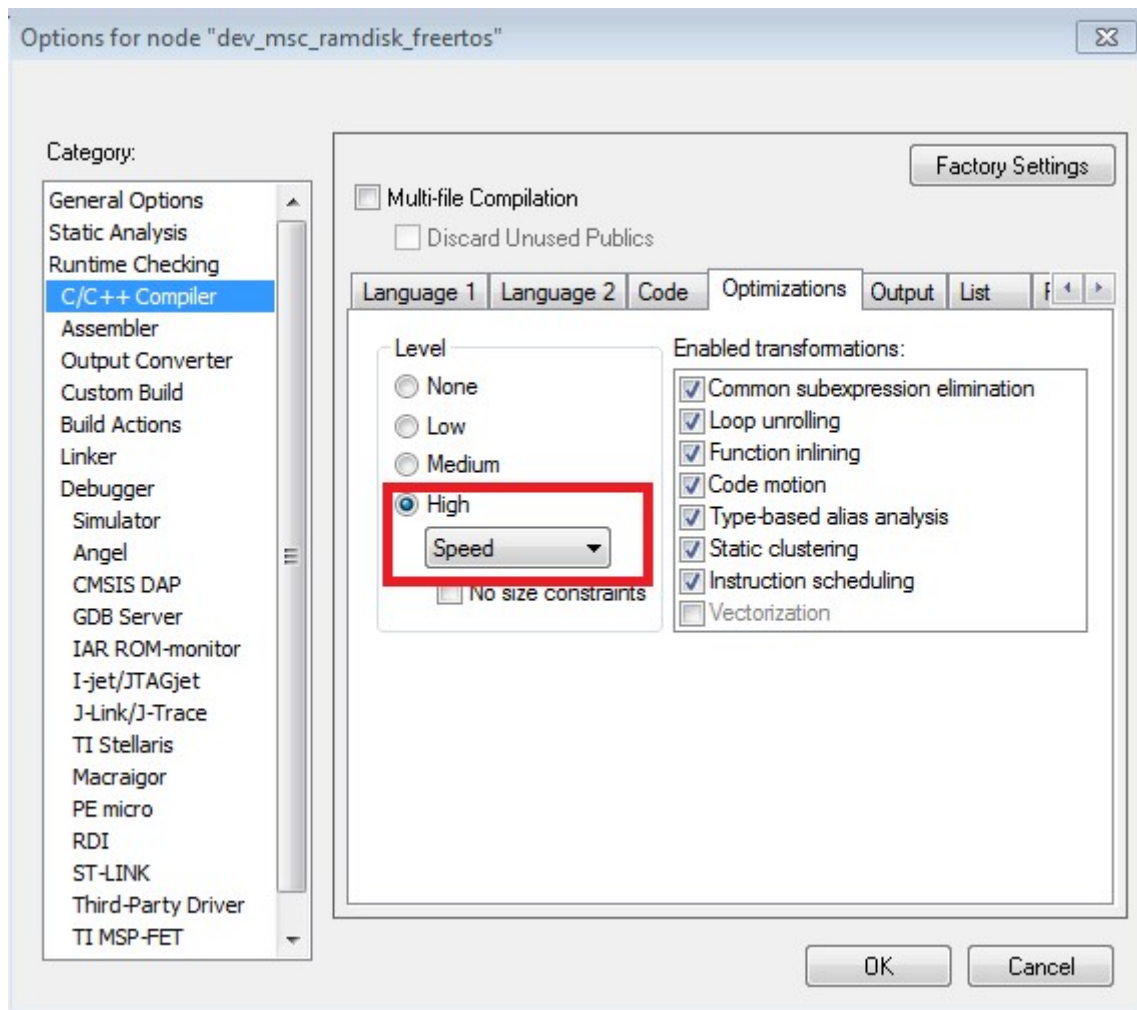 Options for node "dev_msc_ramdisk_freertos"
Category:
General Options
Static Analysis
Runtime Checking
C/C++ Compiler
Assembler
Output Converter
Custom Build
Build Actions
Linker
Debugger
Simulator
Angel
CMSIS DAP
GDB Server
IAR ROM-monitor
I-jet/JTAGjet
J-Link/J-Trace
TI Stellaris
Macraigor
PE micro
RDI
ST-LINK
Third-Party Driver
TI MSP-FET
Factory Settings
Multi-file Compilation
Discard Unused Publics
Language 1 Language 2 Code Optimizations Output List
Level
None
Low
Medium
High
Speed
No size constraints
Enabled transformations:
Common subexpression elimination
Loop unrolling
Function inlining
Code motion
Type-based alias analysis
Static clustering
Instruction scheduling
Vectorization
OK Cancel